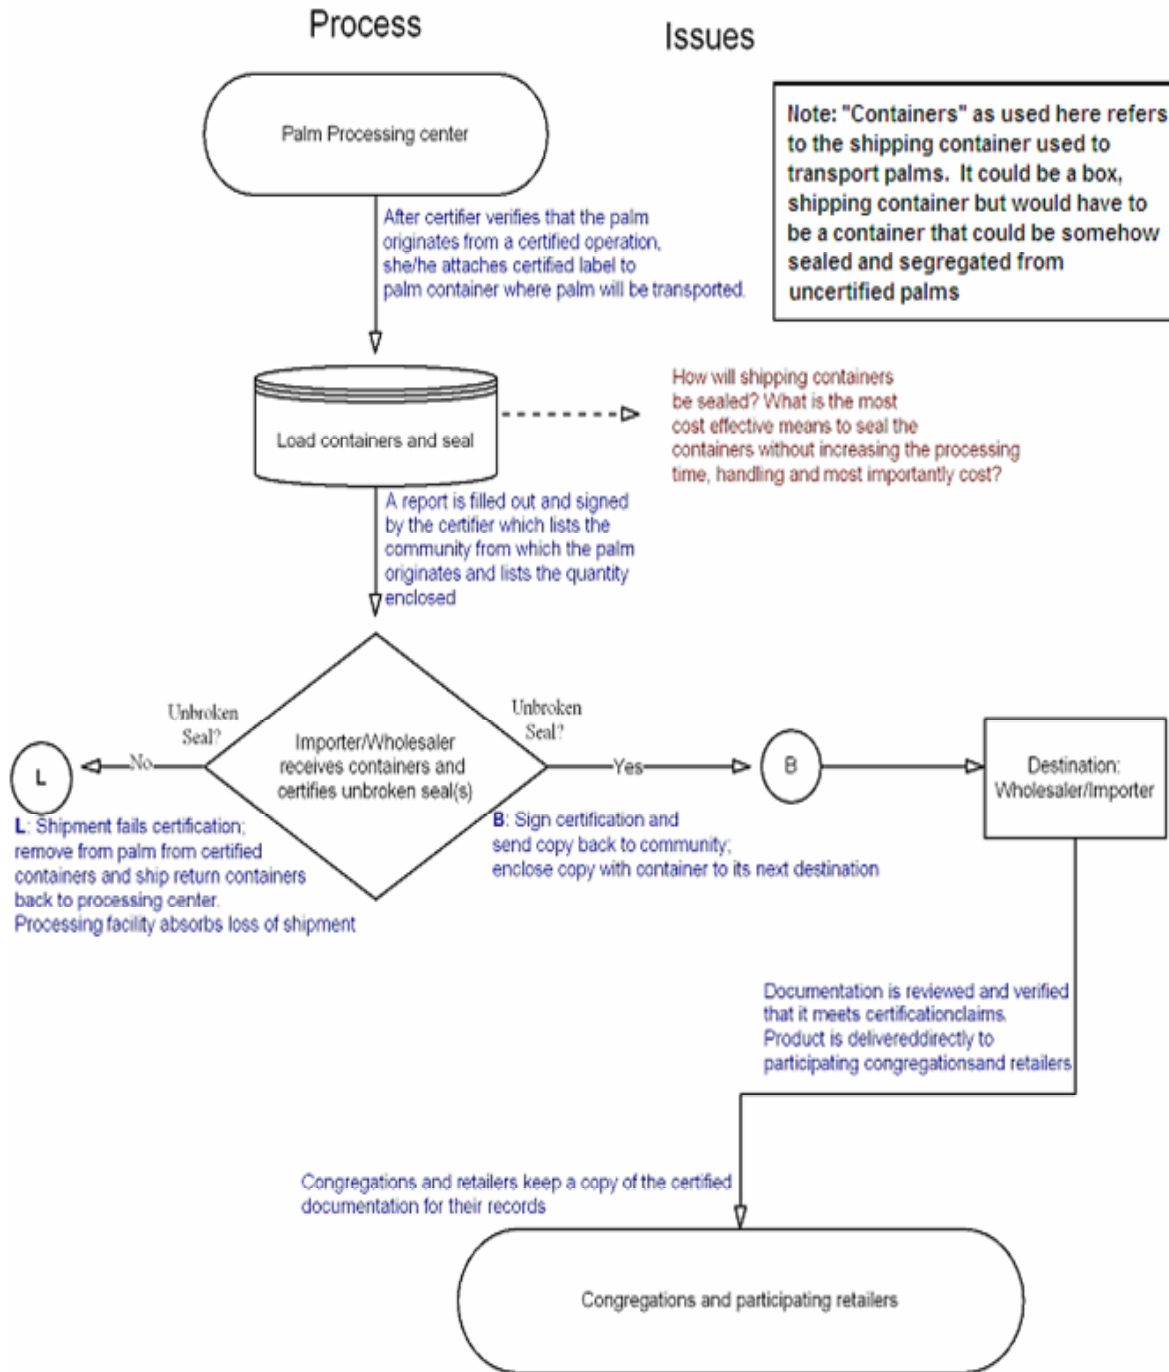 Process
Issues
Palm Processing center
Note: "Containers" as used here refers
to the shipping container used to
transport palms. It could be a box,
shipping container but would have to
be a container that could be somehow
sealed and segregated from
uncertified palms
After certifier verifies that the palm
originates from a certified operation,
she/he attaches certified label to
palm container where palm will be transported.
Load containers and seal
How will shipping containers
be sealed? What is the most
cost effective means to seal the
containers without increasing the processing
time, handling and most importantly cost?
A report is filled out and signed
by the certifier which lists the
community from which the palm
originates and lists the quantity
enclosed
Unbroken
Seal?
Unbroken
Seal?
Importer/Wholesaler
receives containers and
certifies unbroken seal(s)
L
No
Yes
B
Destination:
Wholesaler/Importer
L: Shipment fails certification;
remove from palm from certified
containers and ship return containers
back to processing center.
Processing facility absorbs loss of shipment
B: Sign certification and
send copy back to community;
enclose copy with container to its next destination
Documentation is reviewed and verified
that it meets certificationclaims.
Product is delivereddirectly to
participating congregationsand retailers
Congregations and retailers keep a copy of the certified
documentation for their records
Congregations and participating retailers